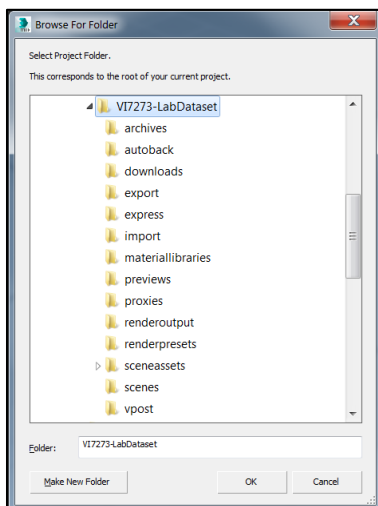 Browse For Folder
Select Project Folder.
This corresponds to the root of your current project.
VI7273-LabDataset
archives
autoback
downloads
export
express
import
materiallibraries
previews
proxies
renderoutput
renderpresets
sceneassets
scenes
vpost
Folder: VI7273-LabDataset
Make New Folder OK Cancel